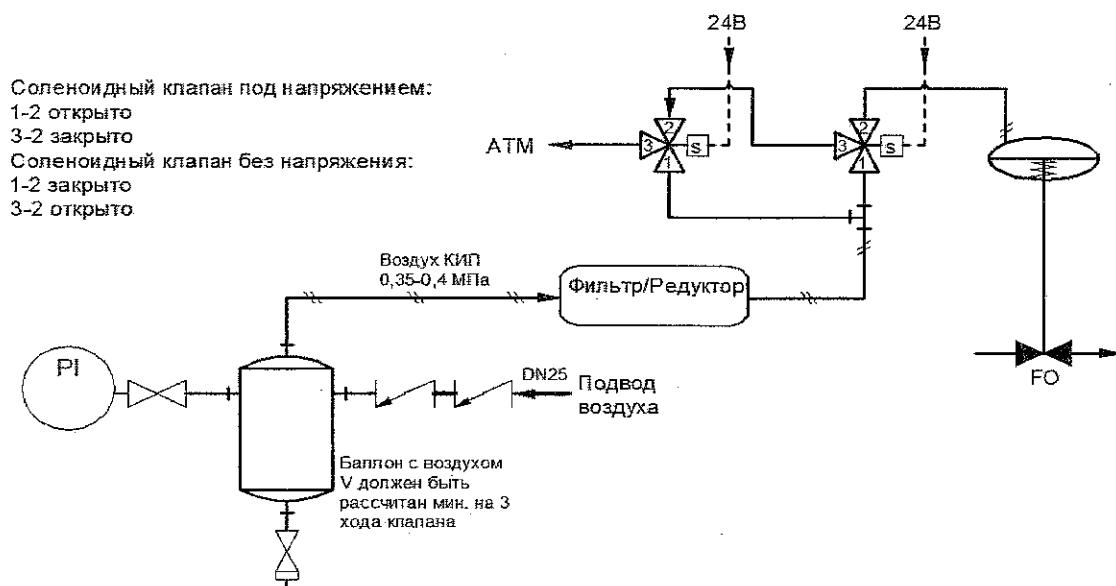 24В 24В
Соленоидный клапан под напряжением:
1-2 открыто
3-2 закрыто
Соленоидный клапан без напряжения:
1-2 закрыто
3-2 открыто
АТМ
2
3
s
1
2
3
s
1
Воздух КИП
0,35-0,4 МПа
Фильтр/Редуктор
PI
DN25
Подвод
воздуха
FO
Баллон с воздухом
V должен быть
рассчитан мин. на 3
хода клапана